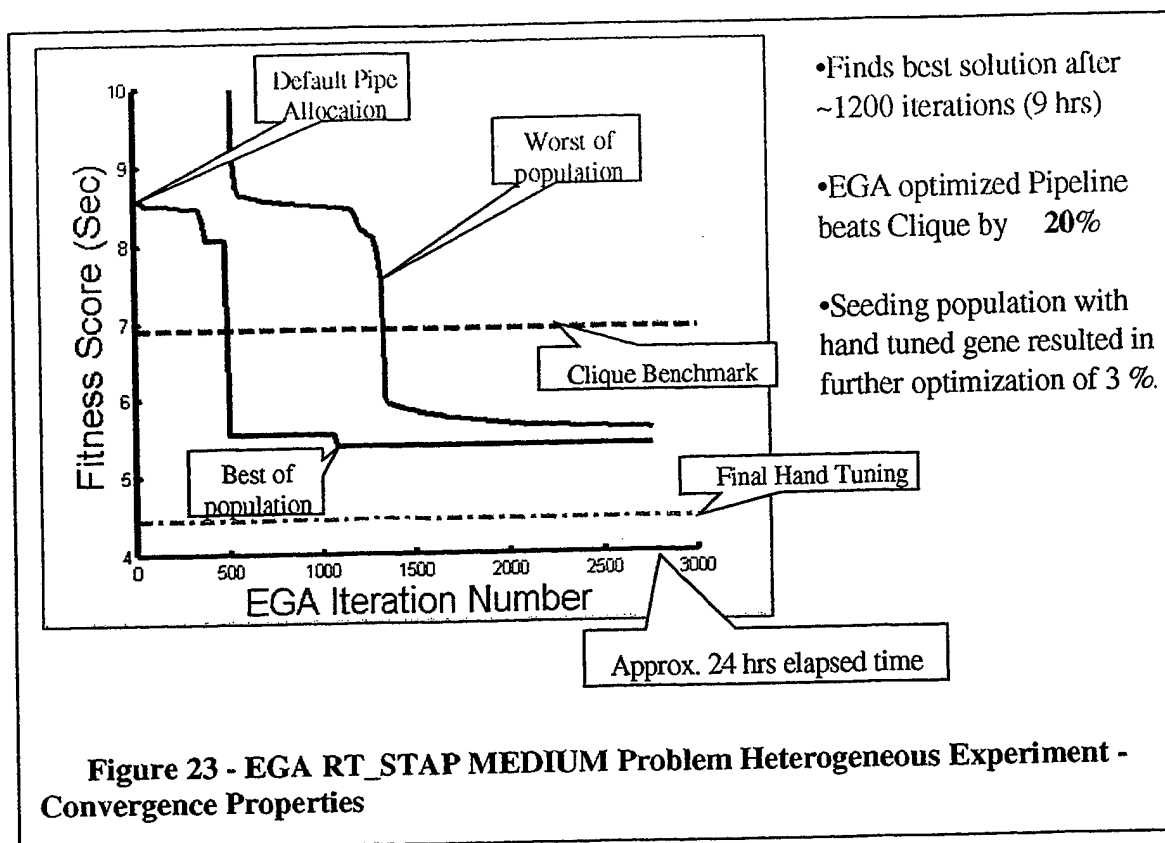 Default Pipe
Allocation
Worst of
population
Clique Benchmark
Best of
population
Final Hand Tuning
Approx. 24 hrs elapsed time
10
9
8
7
6
5
4
0
500
1000
1500
2000
2500
3000
Fitness Score (Sec)
EGA Iteration Number
•Finds best solution after
~1200 iterations (9 hrs)
•EGA optimized Pipeline
beats Clique by 20%
•Seeding population with
hand tuned gene resulted in
further optimization of 3 %.
Figure 23 - EGA RT_STAP MEDIUM Problem Heterogeneous Experiment -
Convergence Properties